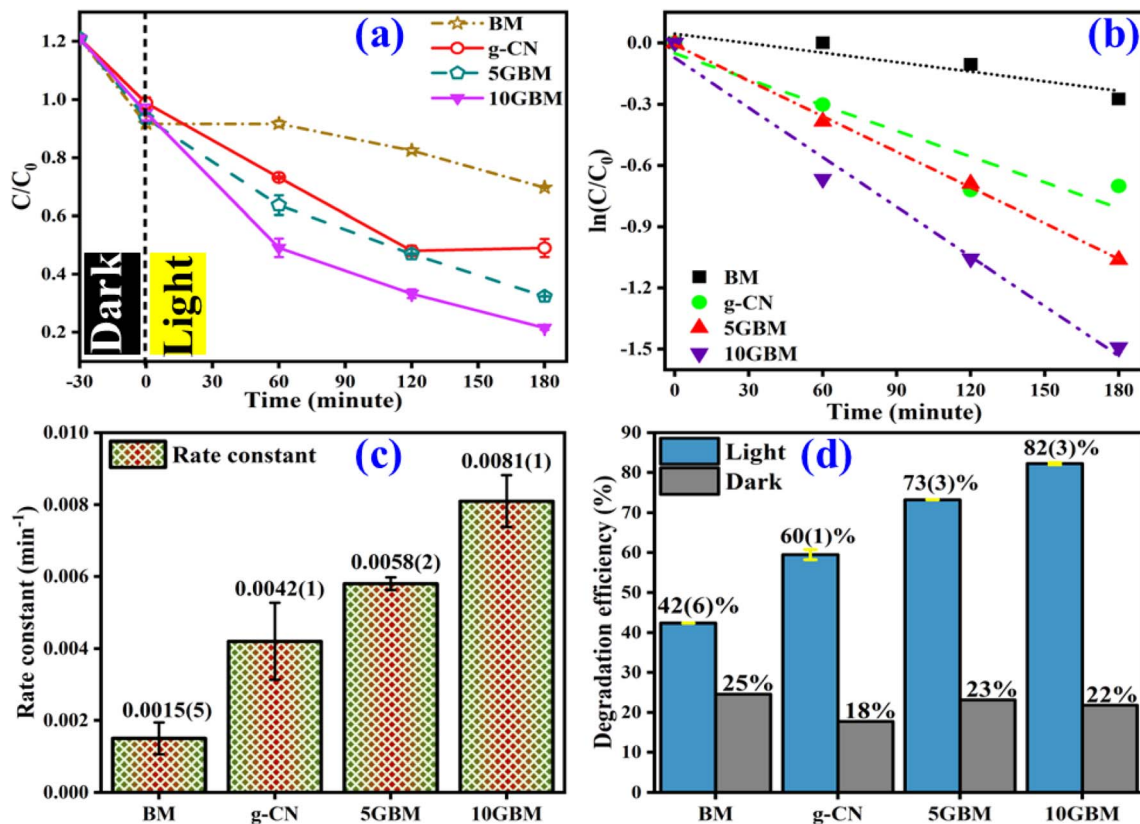 (a)
BM
g-CN
5GBM
10GBM
C/C0
1.2
1.0
0.8
0.6
0.4
0.2
Dark
Light
-30 0 30 60 90 120 150 180
Time (minute)
(b)
ln(C/C0)
0.0
-0.3
-0.6
-0.9
-1.2
-1.5
BM
g-CN
5GBM
10GBM
0 30 60 90 120 150 180
Time (minute)
(c)
Rate constant
Rate constant (min-1)
0.010
0.008
0.006
0.004
0.002
0.000
0.0015(5)
0.0042(1)
0.0058(2)
0.0081(1)
BM g-CN 5GBM 10GBM
(d)
Light
Dark
Degradation efficiency (%)
90
80
70
60
50
40
30
20
10
0
42(6)%
25%
60(1)%
18%
73(3)%
23%
82(3)%
22%
BM g-CN 5GBM 10GBM